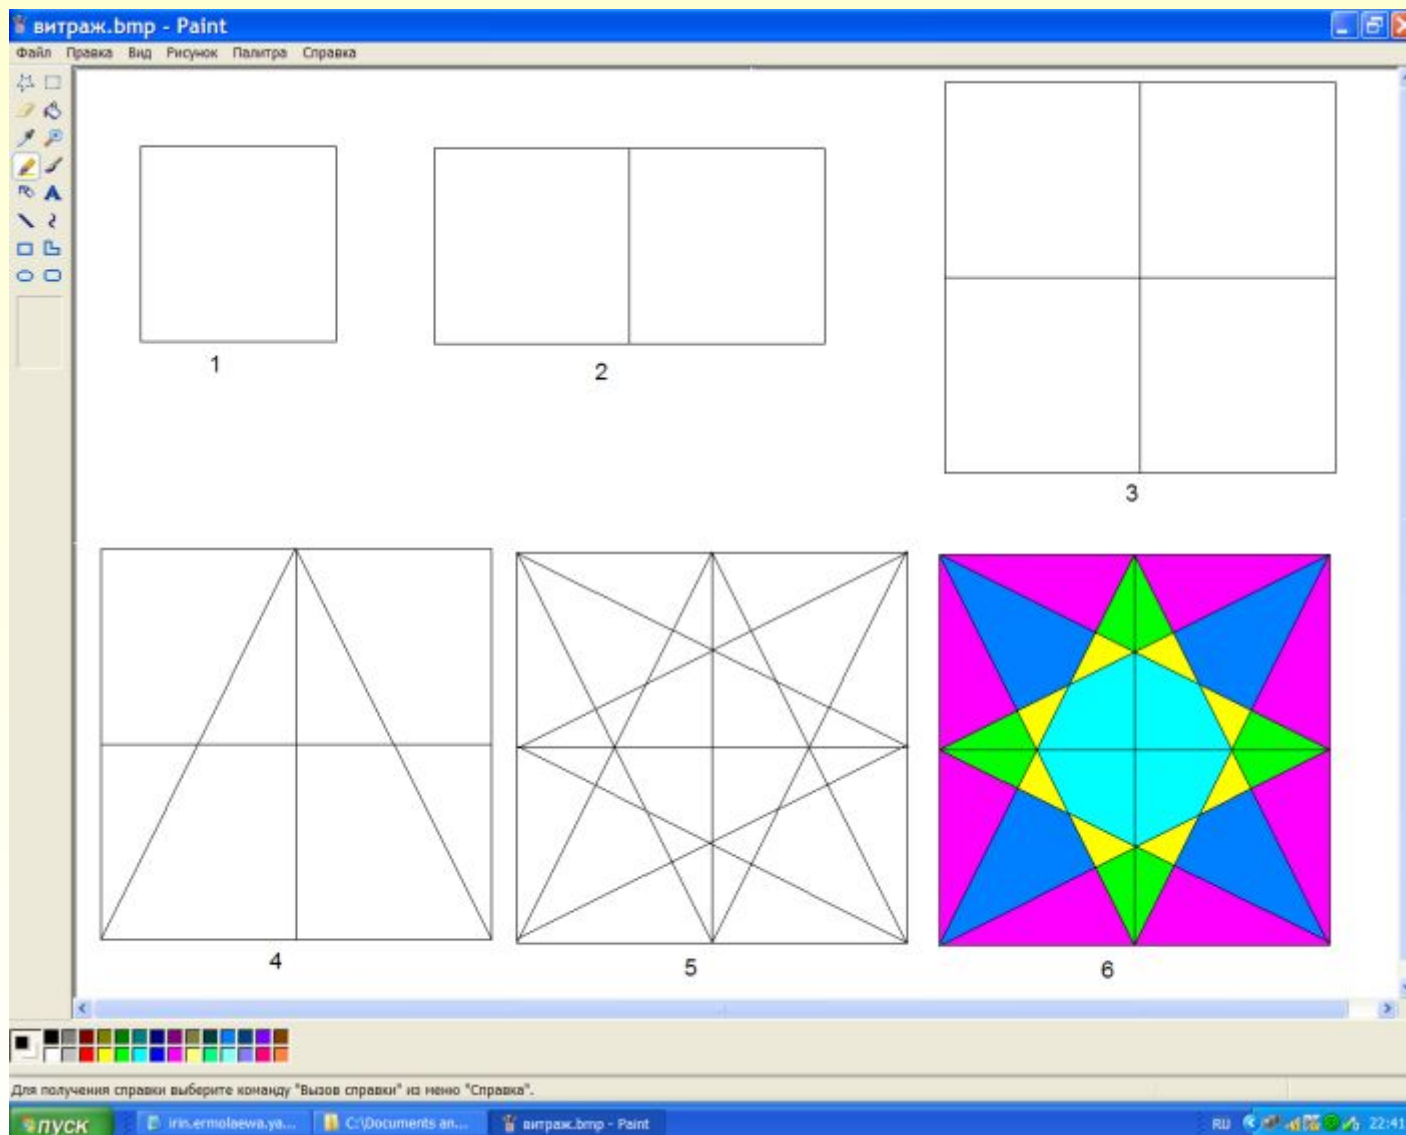 витраж.bmp - Paint
Файл Правка Вид Рисунок Палитра Справка
1
2
3
4
5
6
Для получения справки выберите команду "Вызов справки" из меню "Справка".
пуск irin.ermolaewa.ya... C:\Documents an... витраж.bmp - Paint RU 22:41